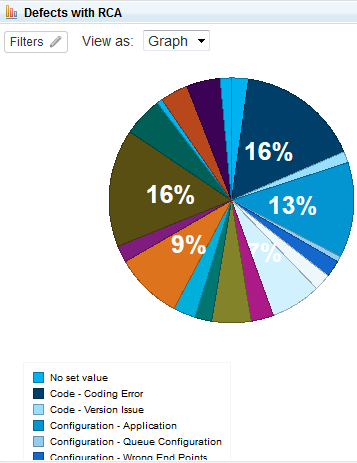 Defects with RCA
Filters View as: Graph
16%
16%
13%
9%
7%
No set value
Code - Coding Error
Code - Version Issue
Configuration - Application
Configuration - Queue Configuration
Configuration - Wrong End Points